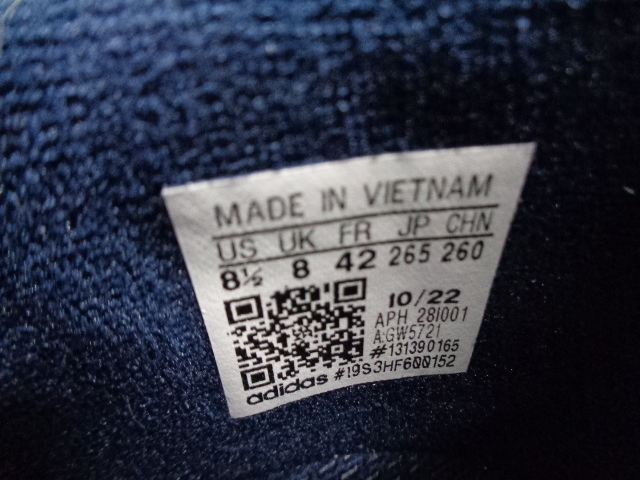 MADE IN VIETNAM
US UK FR JP CHN
8½ 8 42 265 260
10/22
APH 28I001
A:GW5721
#131390165
adidas #19S3HF600152